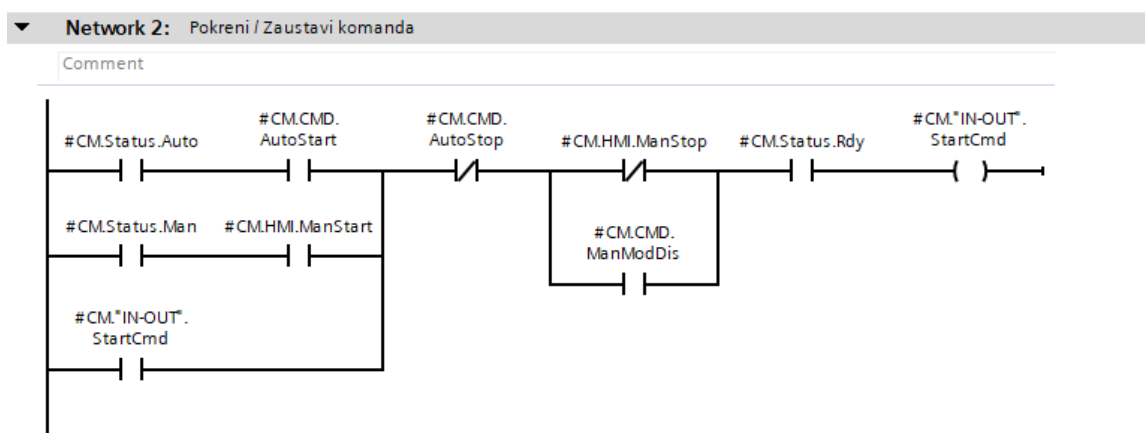 Network 2: Pokreni / Zaustavi komanda
Comment
#CM.Status.Auto
#CM.CMD.
AutoStart
#CM.CMD.
AutoStop
#CM.HMI.ManStop
#CM.Status.Rdy
#CM."IN-OUT".
StartCmd
#CM.Status.Man
#CM.HMI.ManStart
#CM.CMD.
ManModDis
#CM."IN-OUT".
StartCmd